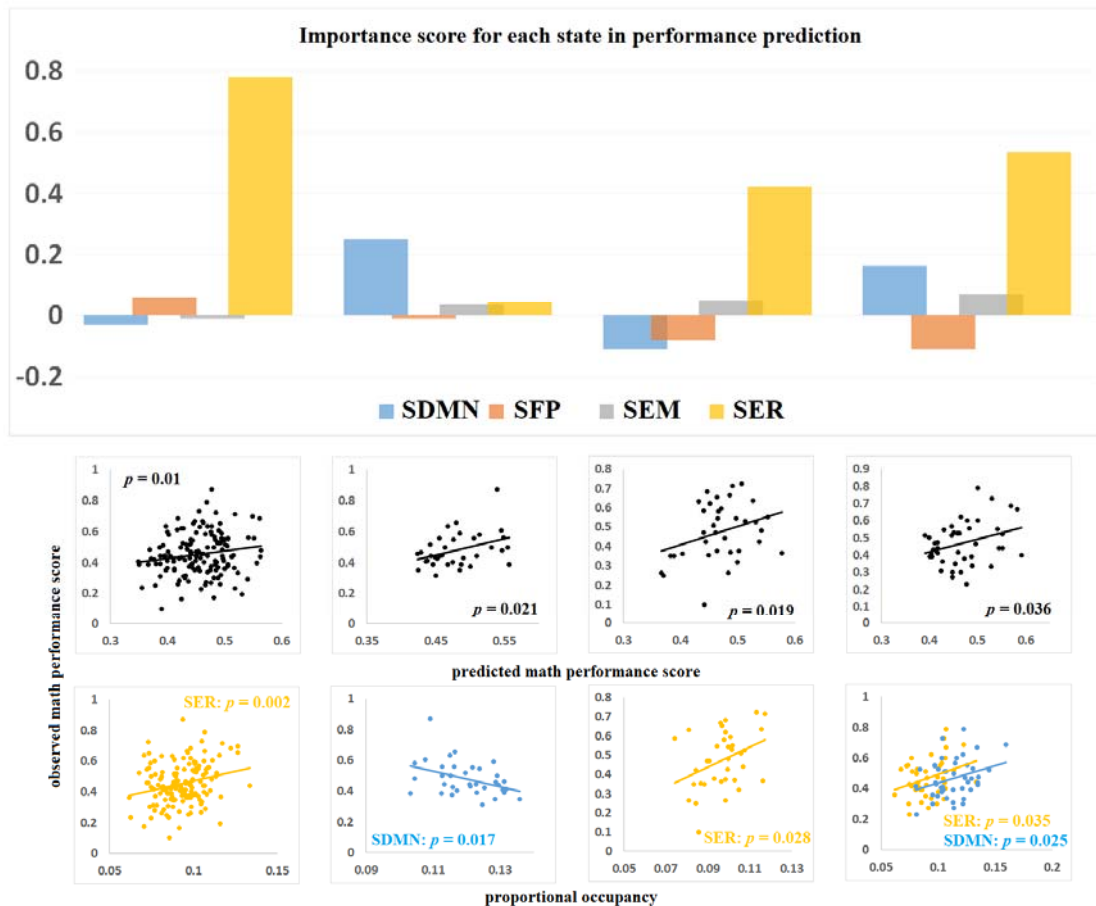 Importance score for each state in performance prediction
0.8
0.6
0.4
0.2
0
-0.2
SDMN SFP SEM SER
observed math performance score
1
0.8
0.6
0.4
0.2
0
0.3 0.4 0.5 0.6
p = 0.01
1
0.8
0.6
0.4
0.2
0
0.35 0.45 0.55
p = 0.021
0.8
0.7
0.6
0.5
0.4
0.3
0.2
0.1
0
0.3 0.4 0.5 0.6
p = 0.019
0.9
0.8
0.7
0.6
0.5
0.4
0.3
0.2
0.1
0
0.3 0.4 0.5 0.6 0.7
p = 0.036
predicted math performance score
1
0.8
0.6
0.4
0.2
0
0.05 0.1 0.15
SER: p = 0.002
1
0.8
0.6
0.4
0.2
0
0.09 0.11 0.13
SDMN: p = 0.017
0.8
0.7
0.6
0.5
0.4
0.3
0.2
0.1
0
0.05 0.07 0.09 0.11 0.13
SER: p = 0.028
1
0.8
0.6
0.4
0.2
0
0.05 0.1 0.15 0.2
SER: p = 0.035
SDMN: p = 0.025
proportional occupancy